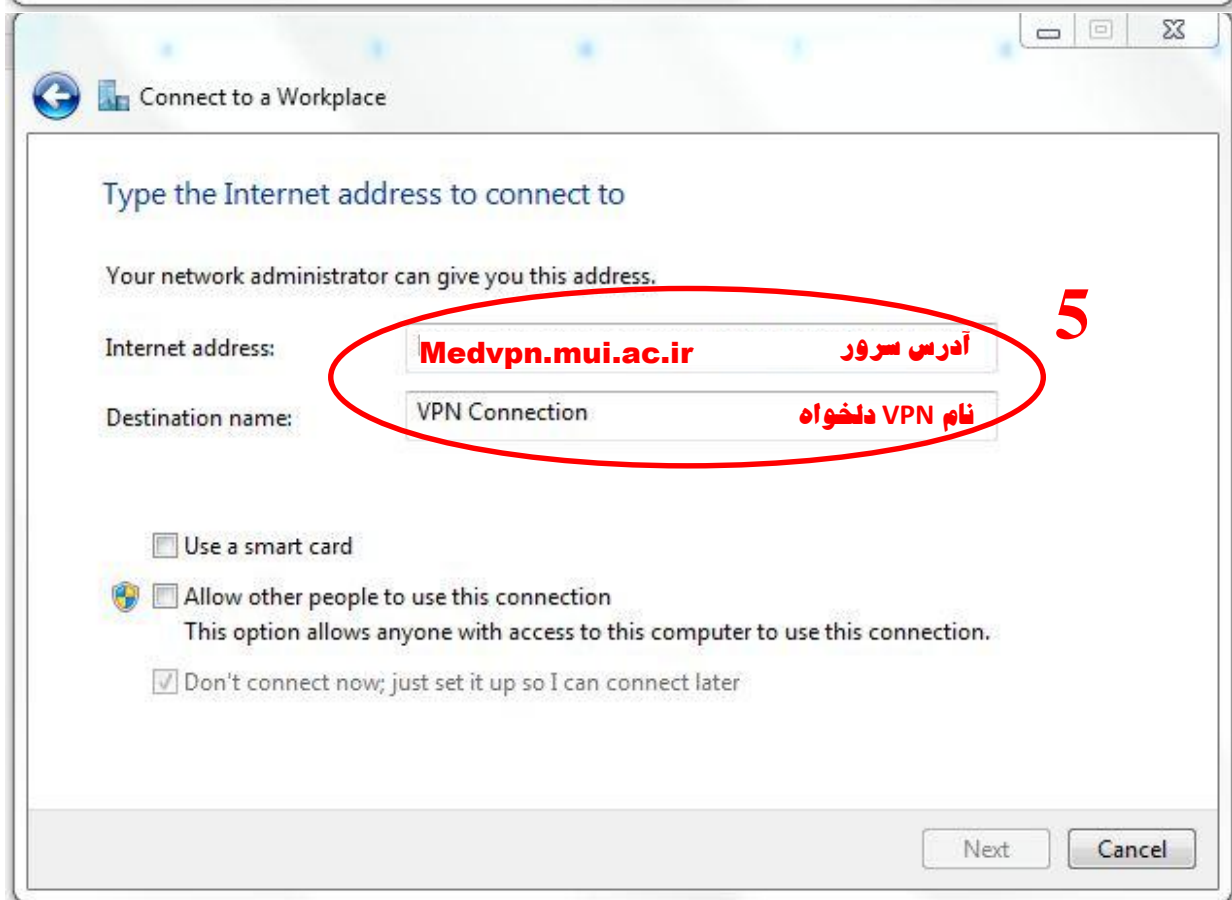 Connect to a Workplace
Type the Internet address to connect to
Your network administrator can give you this address.
5
Internet address: Medvpn.mui.ac.ir آدرس سرور
Destination name: VPN Connection نام VPN دلخواه
Use a smart card
Allow other people to use this connection
This option allows anyone with access to this computer to use this connection.
Don't connect now; just set it up so I can connect later
Next Cancel